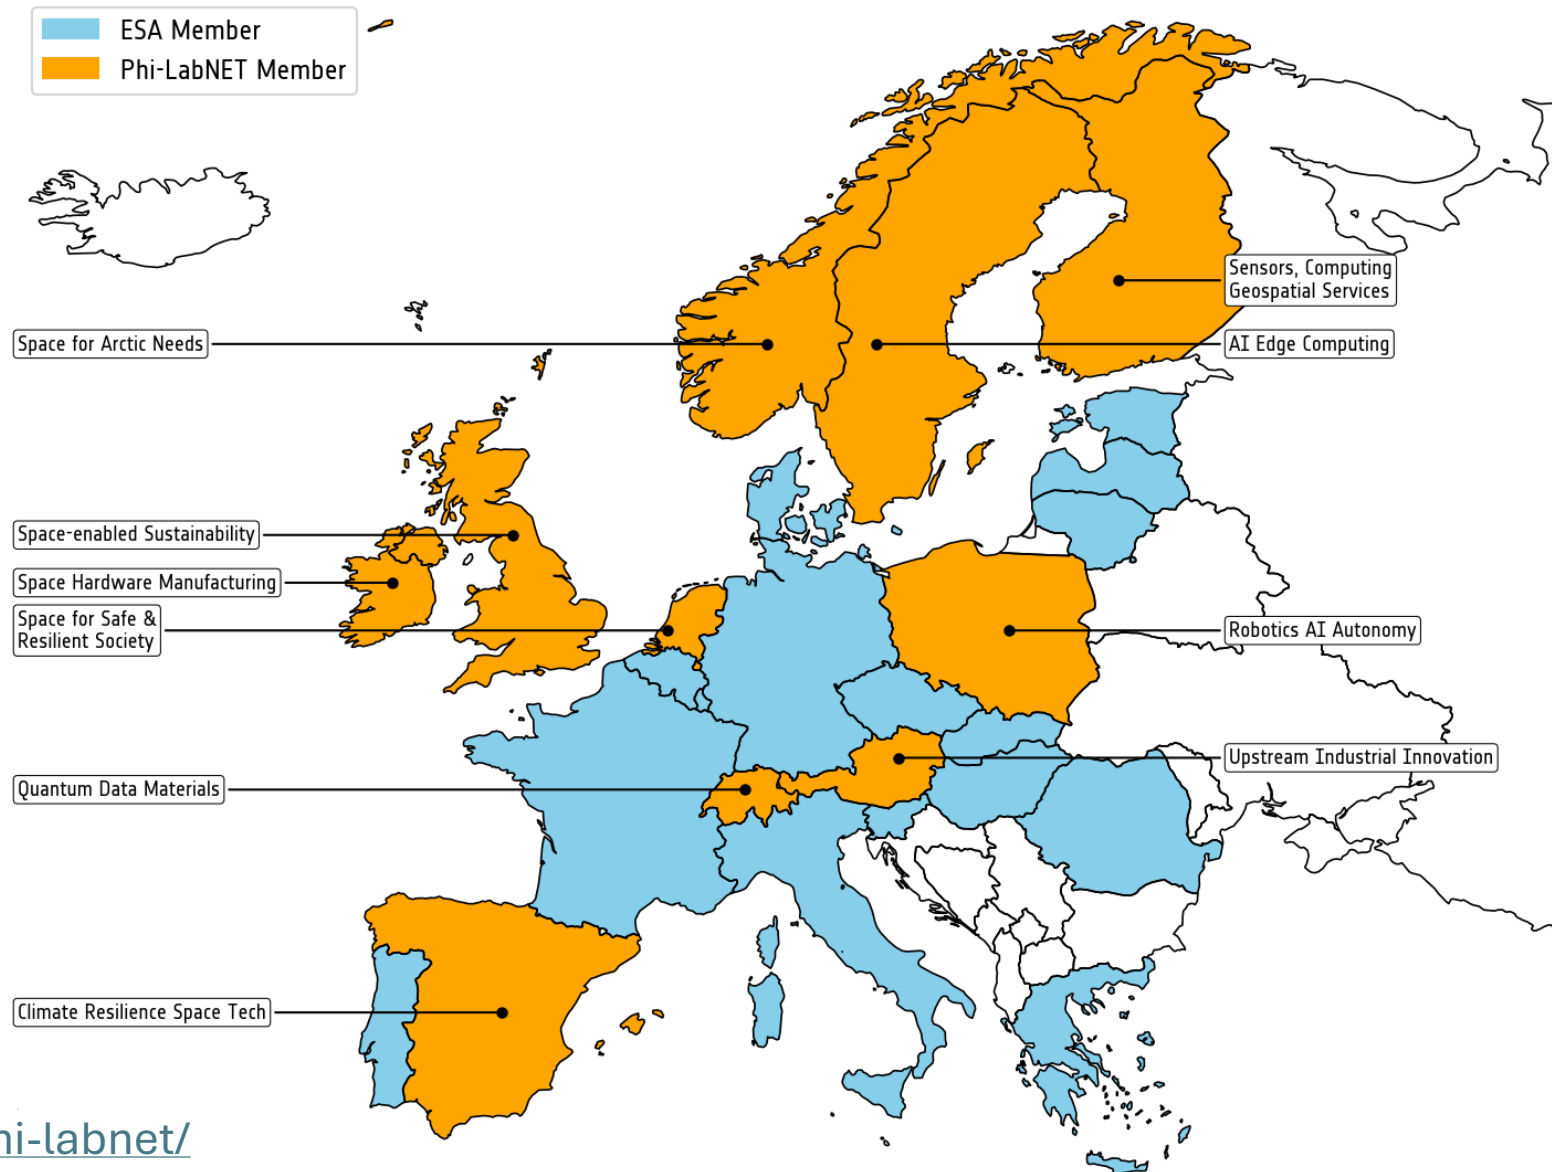 ESA Member
Phi-LabNET Member
Sensors, Computing
Geospatial Services
Space for Arctic Needs
AI Edge Computing
Space-enabled Sustainability
Space Hardware Manufacturing
Space for Safe &
Resilient Society
Robotics AI Autonomy
Upstream Industrial Innovation
Quantum Data Materials
Climate Resilience Space Tech
hi-labnet/